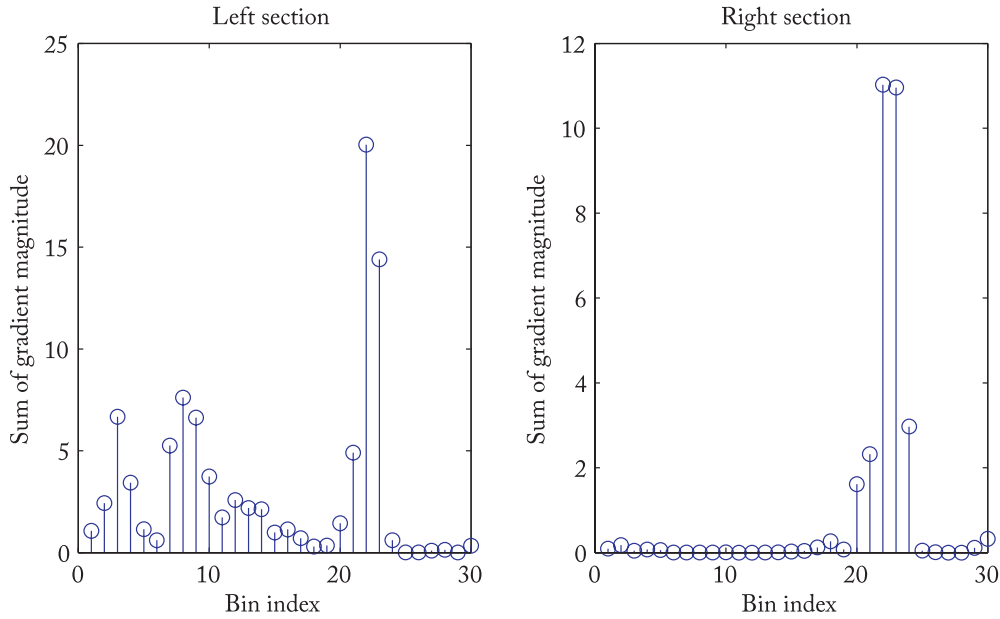 Left section
25
20
15
10
5
0
Sum of gradient magnitude
0 10 20 30
Bin index
Right section
12
10
8
6
4
2
0
Sum of gradient magnitude
0 10 20 30
Bin index